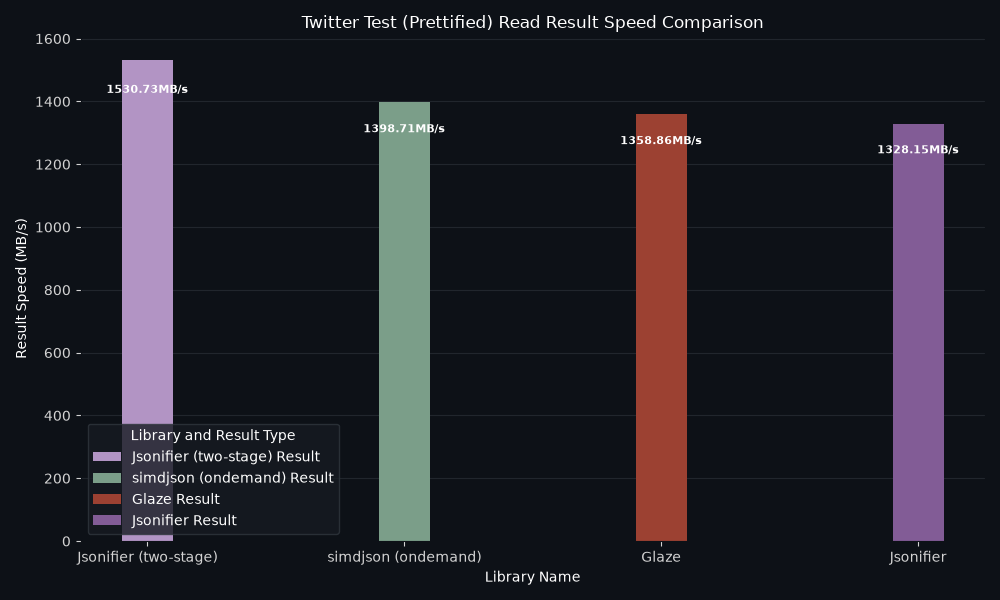 Twitter Test (Prettified) Read Result Speed Comparison
1600
1400
1200
1000
800
600
400
200
0
Result Speed (MB/s)
1530.73MB/s
1398.71MB/s
1358.86MB/s
1328.15MB/s
Library and Result Type
Jsonifier (two-stage) Result
simdjson (ondemand) Result
Glaze Result
Jsonifier Result
Jsonifier (two-stage)
simdjson (ondemand)
Glaze
Jsonifier
Library Name